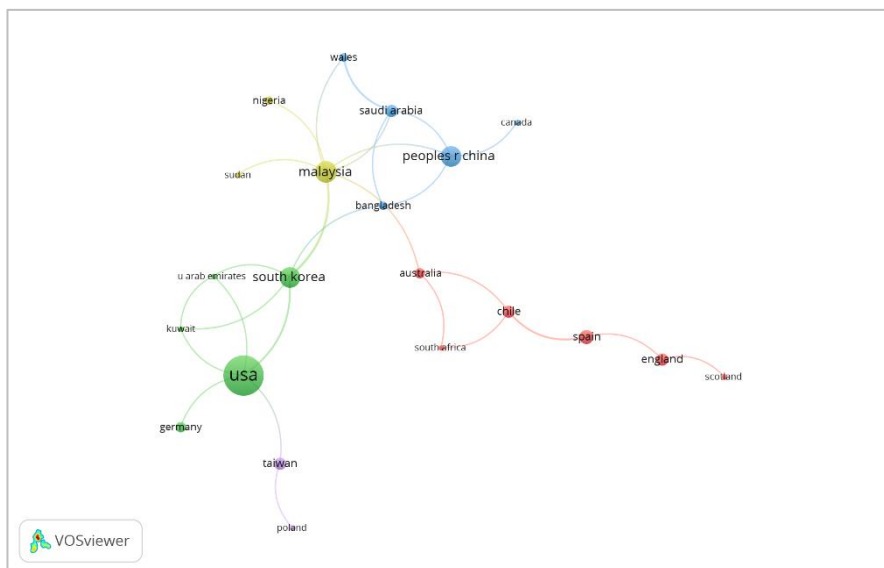 wales
nigeria
saudi arabia
canada
peoples r china
malaysia
sudan
bangladesh
australia
u arab emirates
south korea
chile
kuwait
south africa
spain
england
usa
scotland
germany
taiwan
poland
VOSviewer